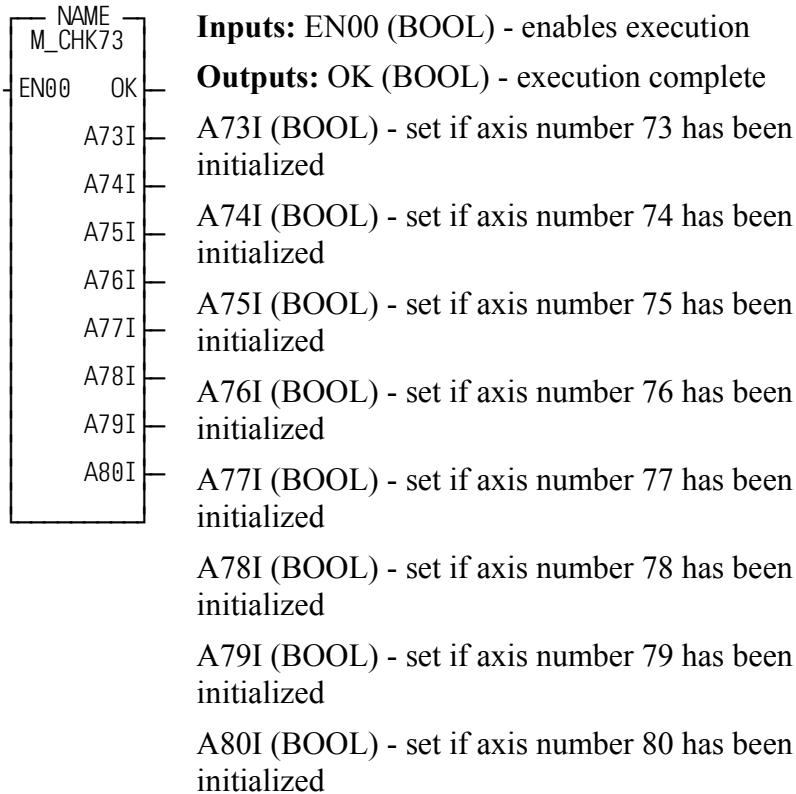 NAME
M_CHK73
EN00 OK
A73I
A74I
A75I
A76I
A77I
A78I
A79I
A80I
Inputs: EN00 (BOOL) - enables execution
Outputs: OK (BOOL) - execution complete
A73I (BOOL) - set if axis number 73 has been
initialized
A74I (BOOL) - set if axis number 74 has been
initialized
A75I (BOOL) - set if axis number 75 has been
initialized
A76I (BOOL) - set if axis number 76 has been
initialized
A77I (BOOL) - set if axis number 77 has been
initialized
A78I (BOOL) - set if axis number 78 has been
initialized
A79I (BOOL) - set if axis number 79 has been
initialized
A80I (BOOL) - set if axis number 80 has been
initialized